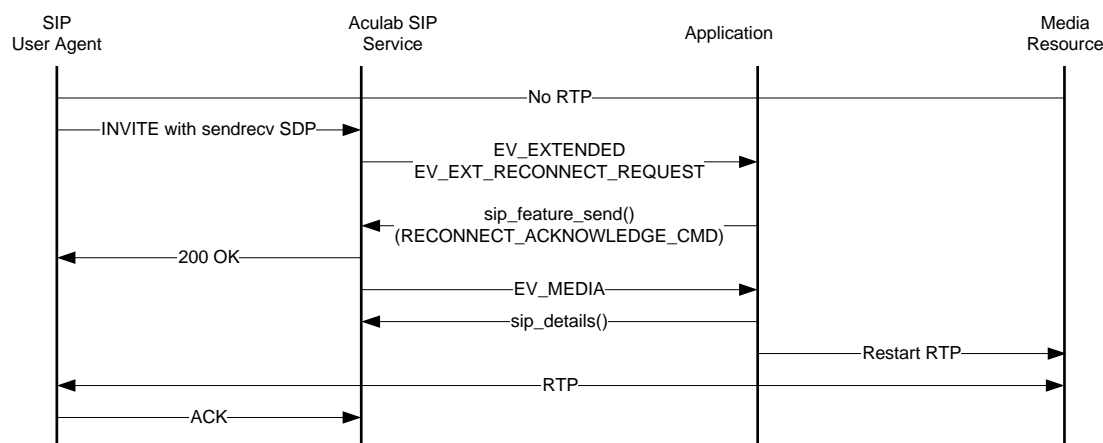 SIP
User Agent
Aculab SIP
Service
Application
Media
Resource
No RTP
INVITE with sendrecv SDP
EV_EXTENDED
EV_EXT_RECONNECT_REQUEST
sip_feature_send()
(RECONNECT_ACKNOWLEDGE_CMD)
200 OK
EV_MEDIA
sip_details()
Restart RTP
RTP
ACK